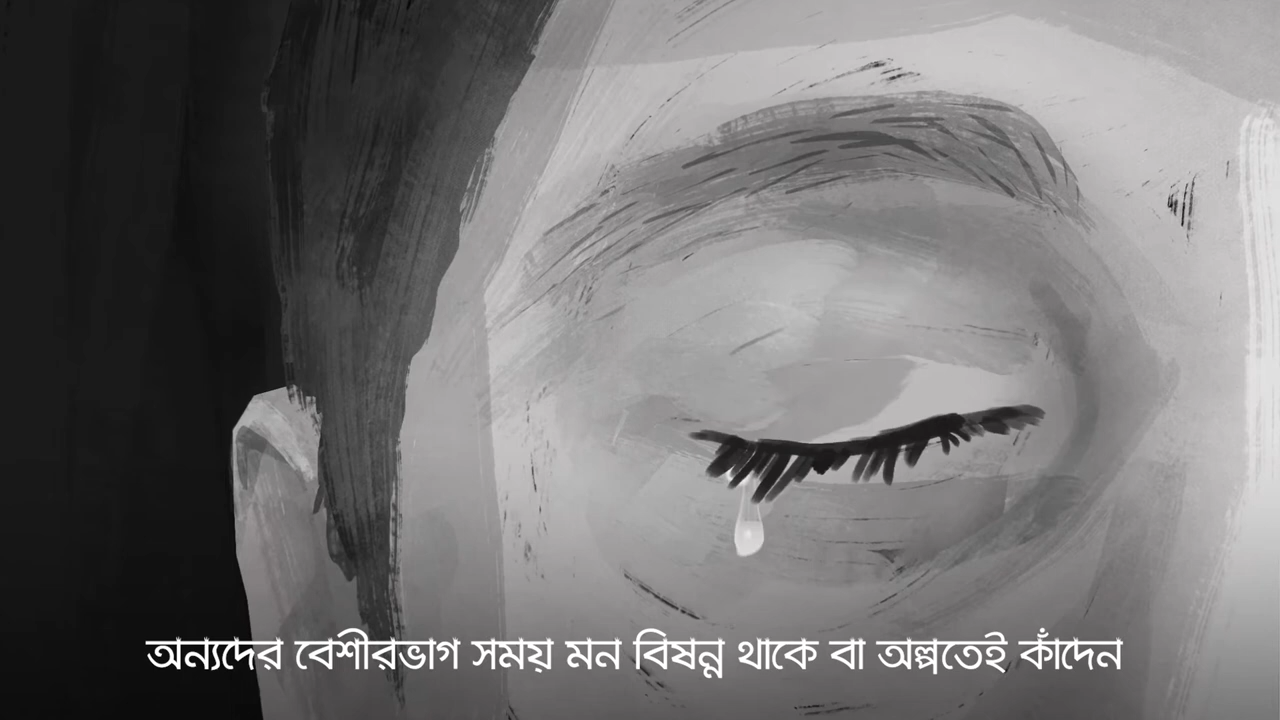 অন্যদের বেশীরভাগ সময় মন বিষন্ন থাকে বা অল্পতেই কাঁদেন